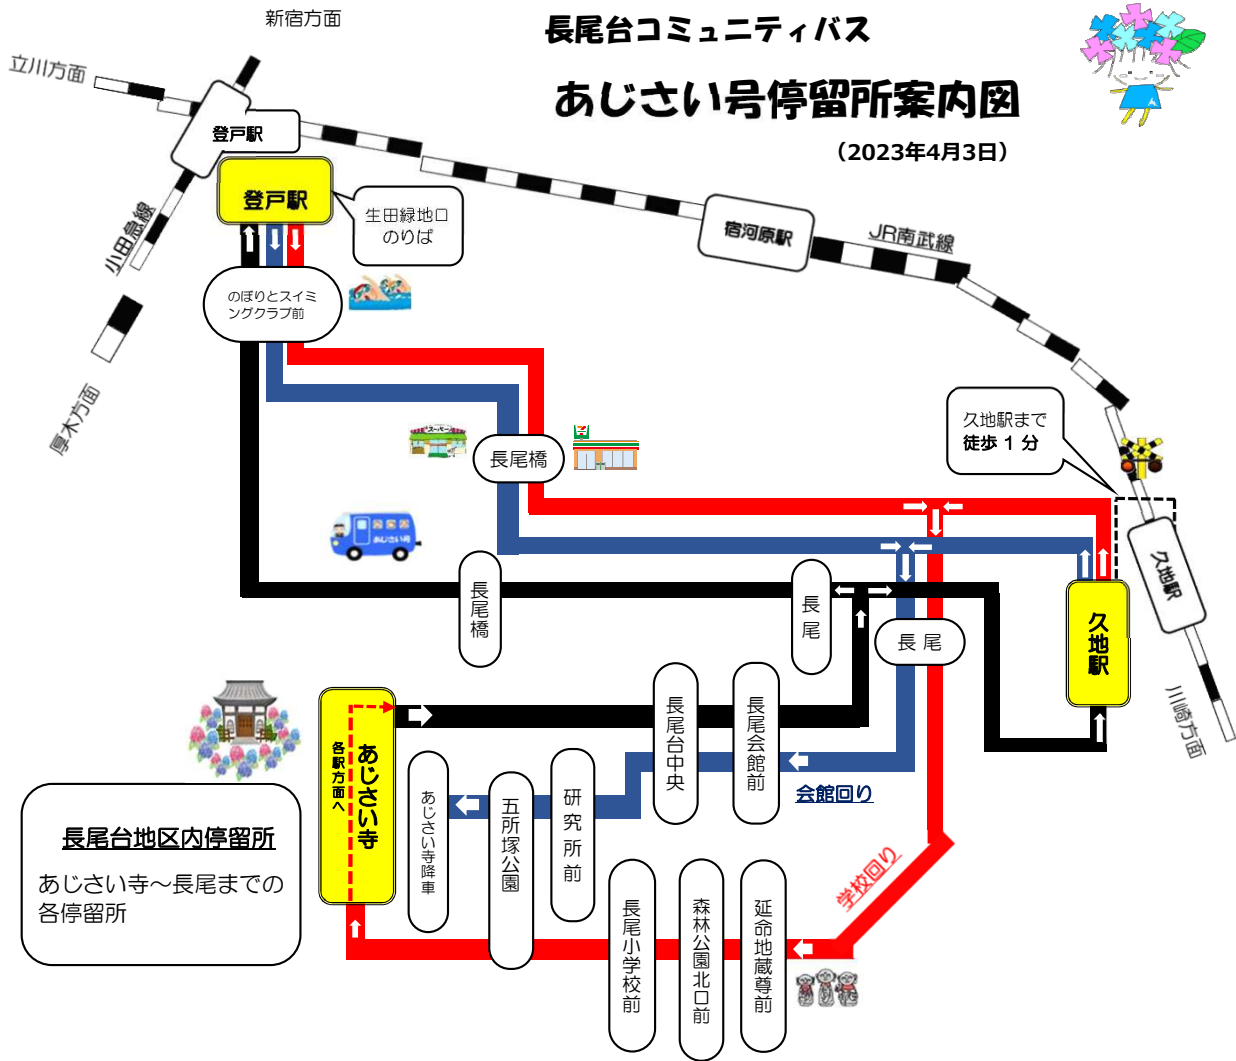 新宿方面
長尾台コミュニティバス
あじさい号停留所案内図
（2023年4月3日）
立川方面
登戸駅
登戸駅
生田緑地口
のりば
小田急線
宿河原駅
JR南武線
のぼりとスイミ
ングクラブ前
厚木方面
久地駅まで
徒歩１分
スーパー
長尾橋
あじさい号
長尾橋
長尾
長尾
久地駅
久地駅
川崎方面
あじさい寺
各駅方面へ
長尾台中央
長尾会館前
会館回り
あじさい寺降車
五所塚公園
研究所前
長尾台地区内停留所
あじさい寺～長尾までの
各停留所
学校回り
長尾小学校前
森林公園北口前
延命地蔵尊前